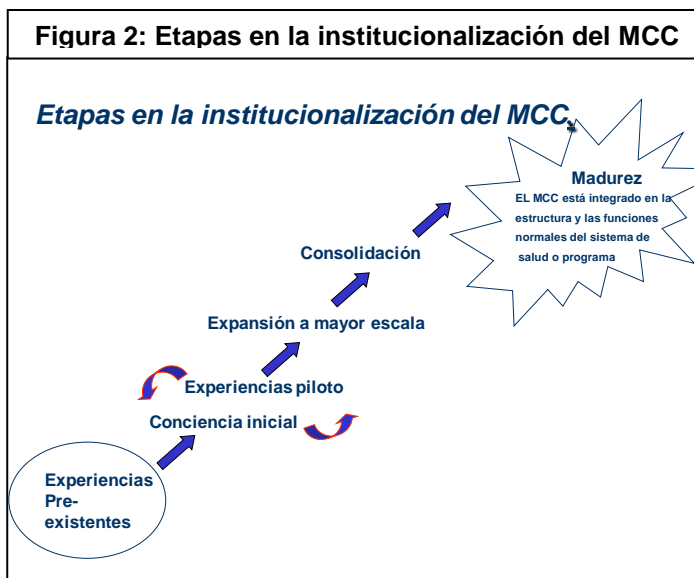 Figura 2: Etapas en la institucionalización del MCC
Etapas en la institucionalización del MCC.
Madurez
EL MCC está integrado en la
estructura y las funciones
normales del sistema de
salud o programa
Consolidación
Expansión a mayor escala
Experiencias piloto
Conciencia inicial
Experiencias
Pre-
existentes